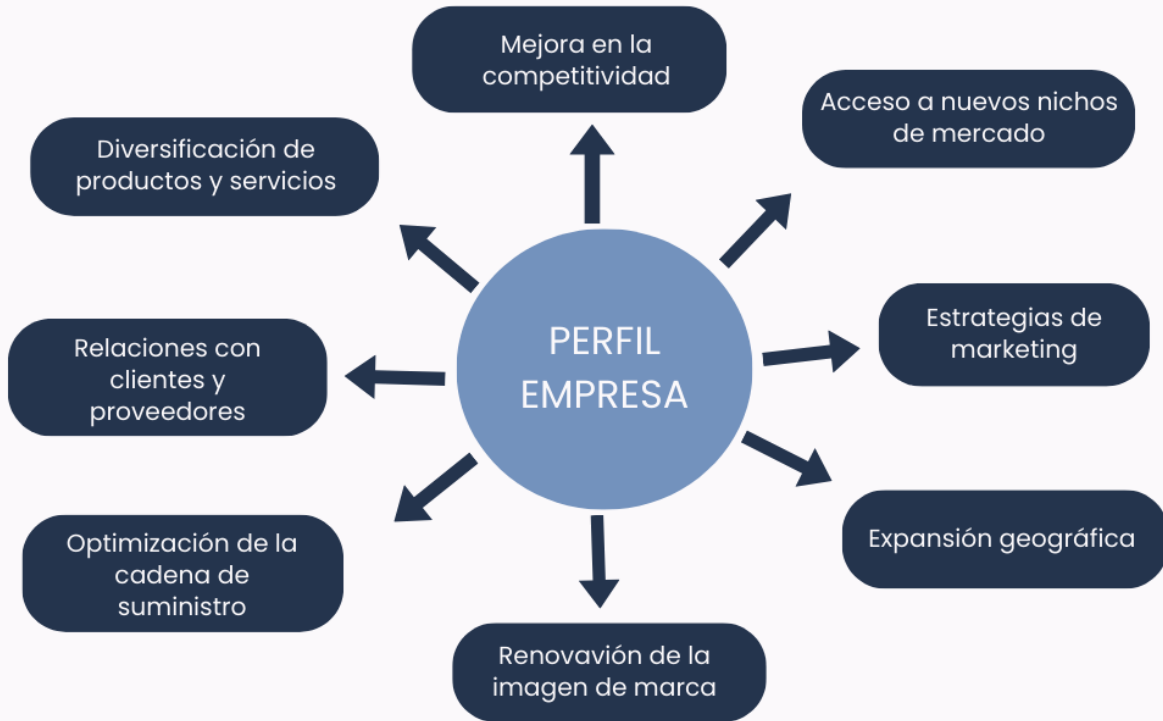 Mejora en la
competitividad
Acceso a nuevos nichos
de mercado
Diversificación de
productos y servicios
Estrategias de
marketing
PERFIL
EMPRESA
Relaciones con
clientes y
proveedores
Expansión geográfica
Optimización de la
cadena de
suministro
Renovavión de la
imagen de marca